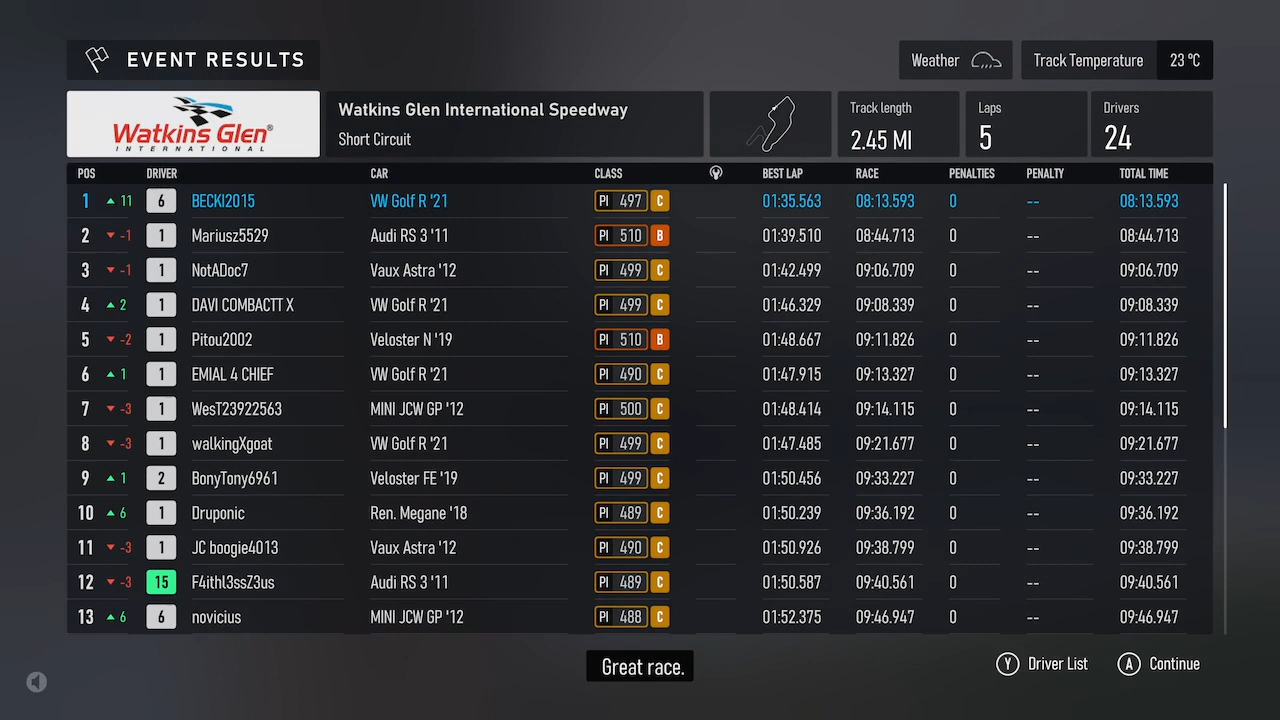 EVENT RESULTS
Weather
Track Temperature 23 °C
Watkins Glen®
INTERNATIONAL
Watkins Glen International Speedway
Short Circuit
Track length
2.45 MI
Laps
5
Drivers
24
POS DRIVER CAR CLASS BEST LAP RACE PENALTIES PENALTY TOTAL TIME
1 11 6 BECKI2015 VW Golf R '21 PI 497 C 01:35.563 08:13.593 0 -- 08:13.593
2 -1 1 Mariusz5529 Audi RS 3 '11 PI 510 B 01:39.510 08:44.713 0 -- 08:44.713
3 -1 1 NotADoc7 Vaux Astra '12 PI 499 C 01:42.499 09:06.709 0 -- 09:06.709
4 2 1 DAVI COMBACTT X VW Golf R '21 PI 499 C 01:46.329 09:08.339 0 -- 09:08.339
5 -2 1 Pitou2002 Veloster N '19 PI 510 B 01:48.667 09:11.826 0 -- 09:11.826
6 1 1 EMIAL 4 CHIEF VW Golf R '21 PI 490 C 01:47.915 09:13.327 0 -- 09:13.327
7 -3 1 WesT23922563 MINI JCW GP '12 PI 500 C 01:48.414 09:14.115 0 -- 09:14.115
8 -3 1 walkingXgoat VW Golf R '21 PI 499 C 01:47.485 09:21.677 0 -- 09:21.677
9 1 2 BonyTony6961 Veloster FE '19 PI 499 C 01:50.456 09:33.227 0 -- 09:33.227
10 6 1 Druponic Ren. Megane '18 PI 489 C 01:50.239 09:36.192 0 -- 09:36.192
11 -3 1 JC boogie4013 Vaux Astra '12 PI 490 C 01:50.926 09:38.799 0 -- 09:38.799
12 -3 15 F4ithl3ssZ3us Audi RS 3 '11 PI 489 C 01:50.587 09:40.561 0 -- 09:40.561
13 6 6 novicius MINI JCW GP '12 PI 488 C 01:52.375 09:46.947 0 -- 09:46.947
Great race.
Y Driver List A Continue